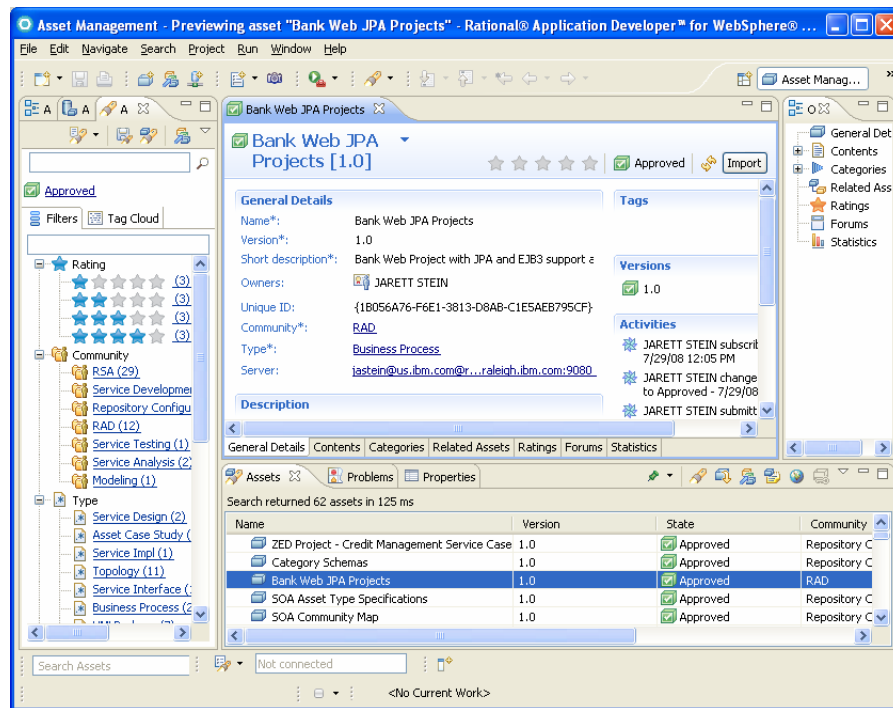 Asset Management - Previewing asset "Bank Web JPA Projects" - Rational® Application Developer™ for WebSphere® ...
File Edit Navigate Search Project Run Window Help
Asset Manag...
A A A
Approved
Filters Tag Cloud
Rating
(3)
(3)
(3)
(3)
Community
RSA (29)
Service Developmen
Repository Configu
RAD (12)
Service Testing (1)
Service Analysis (2)
Modeling (1)
Type
Service Design (2)
Asset Case Study (
Service Impl (1)
Topology (11)
Service Interface (
Business Process (2
Bank Web JPA Projects
Bank Web JPA
Projects [1.0]
Approved
Import
General Details
Name*: Bank Web JPA Projects
Version*: 1.0
Short description*: Bank Web Project with JPA and EJB3 support a
Owners: JARETT STEIN
Unique ID: {1B056A76-F6E1-3813-D8AB-C1E5AEB795CF}
Community*: RAD
Type*: Business Process
Server: jastein@us.ibm.com@r...raleigh.ibm.com:9080
Description
Tags
Versions
1.0
Activities
JARETT STEIN subscrib
7/29/08 12:05 PM
JARETT STEIN change
to Approved - 7/29/08
JARETT STEIN submitt
General Details Contents Categories Related Assets Ratings Forums Statistics
O
General Det
Contents
Categories
Related Ass
Ratings
Forums
Statistics
Assets Problems Properties
Search returned 62 assets in 125 ms
Name Version State Community
ZED Project - Credit Management Service Case 1.0 Approved Repository C
Category Schemas 1.0 Approved Repository C
Bank Web JPA Projects 1.0 Approved RAD
SOA Asset Type Specifications 1.0 Approved Repository C
SOA Community Map 1.0 Approved Repository C
Search Assets
Not connected
<No Current Work>